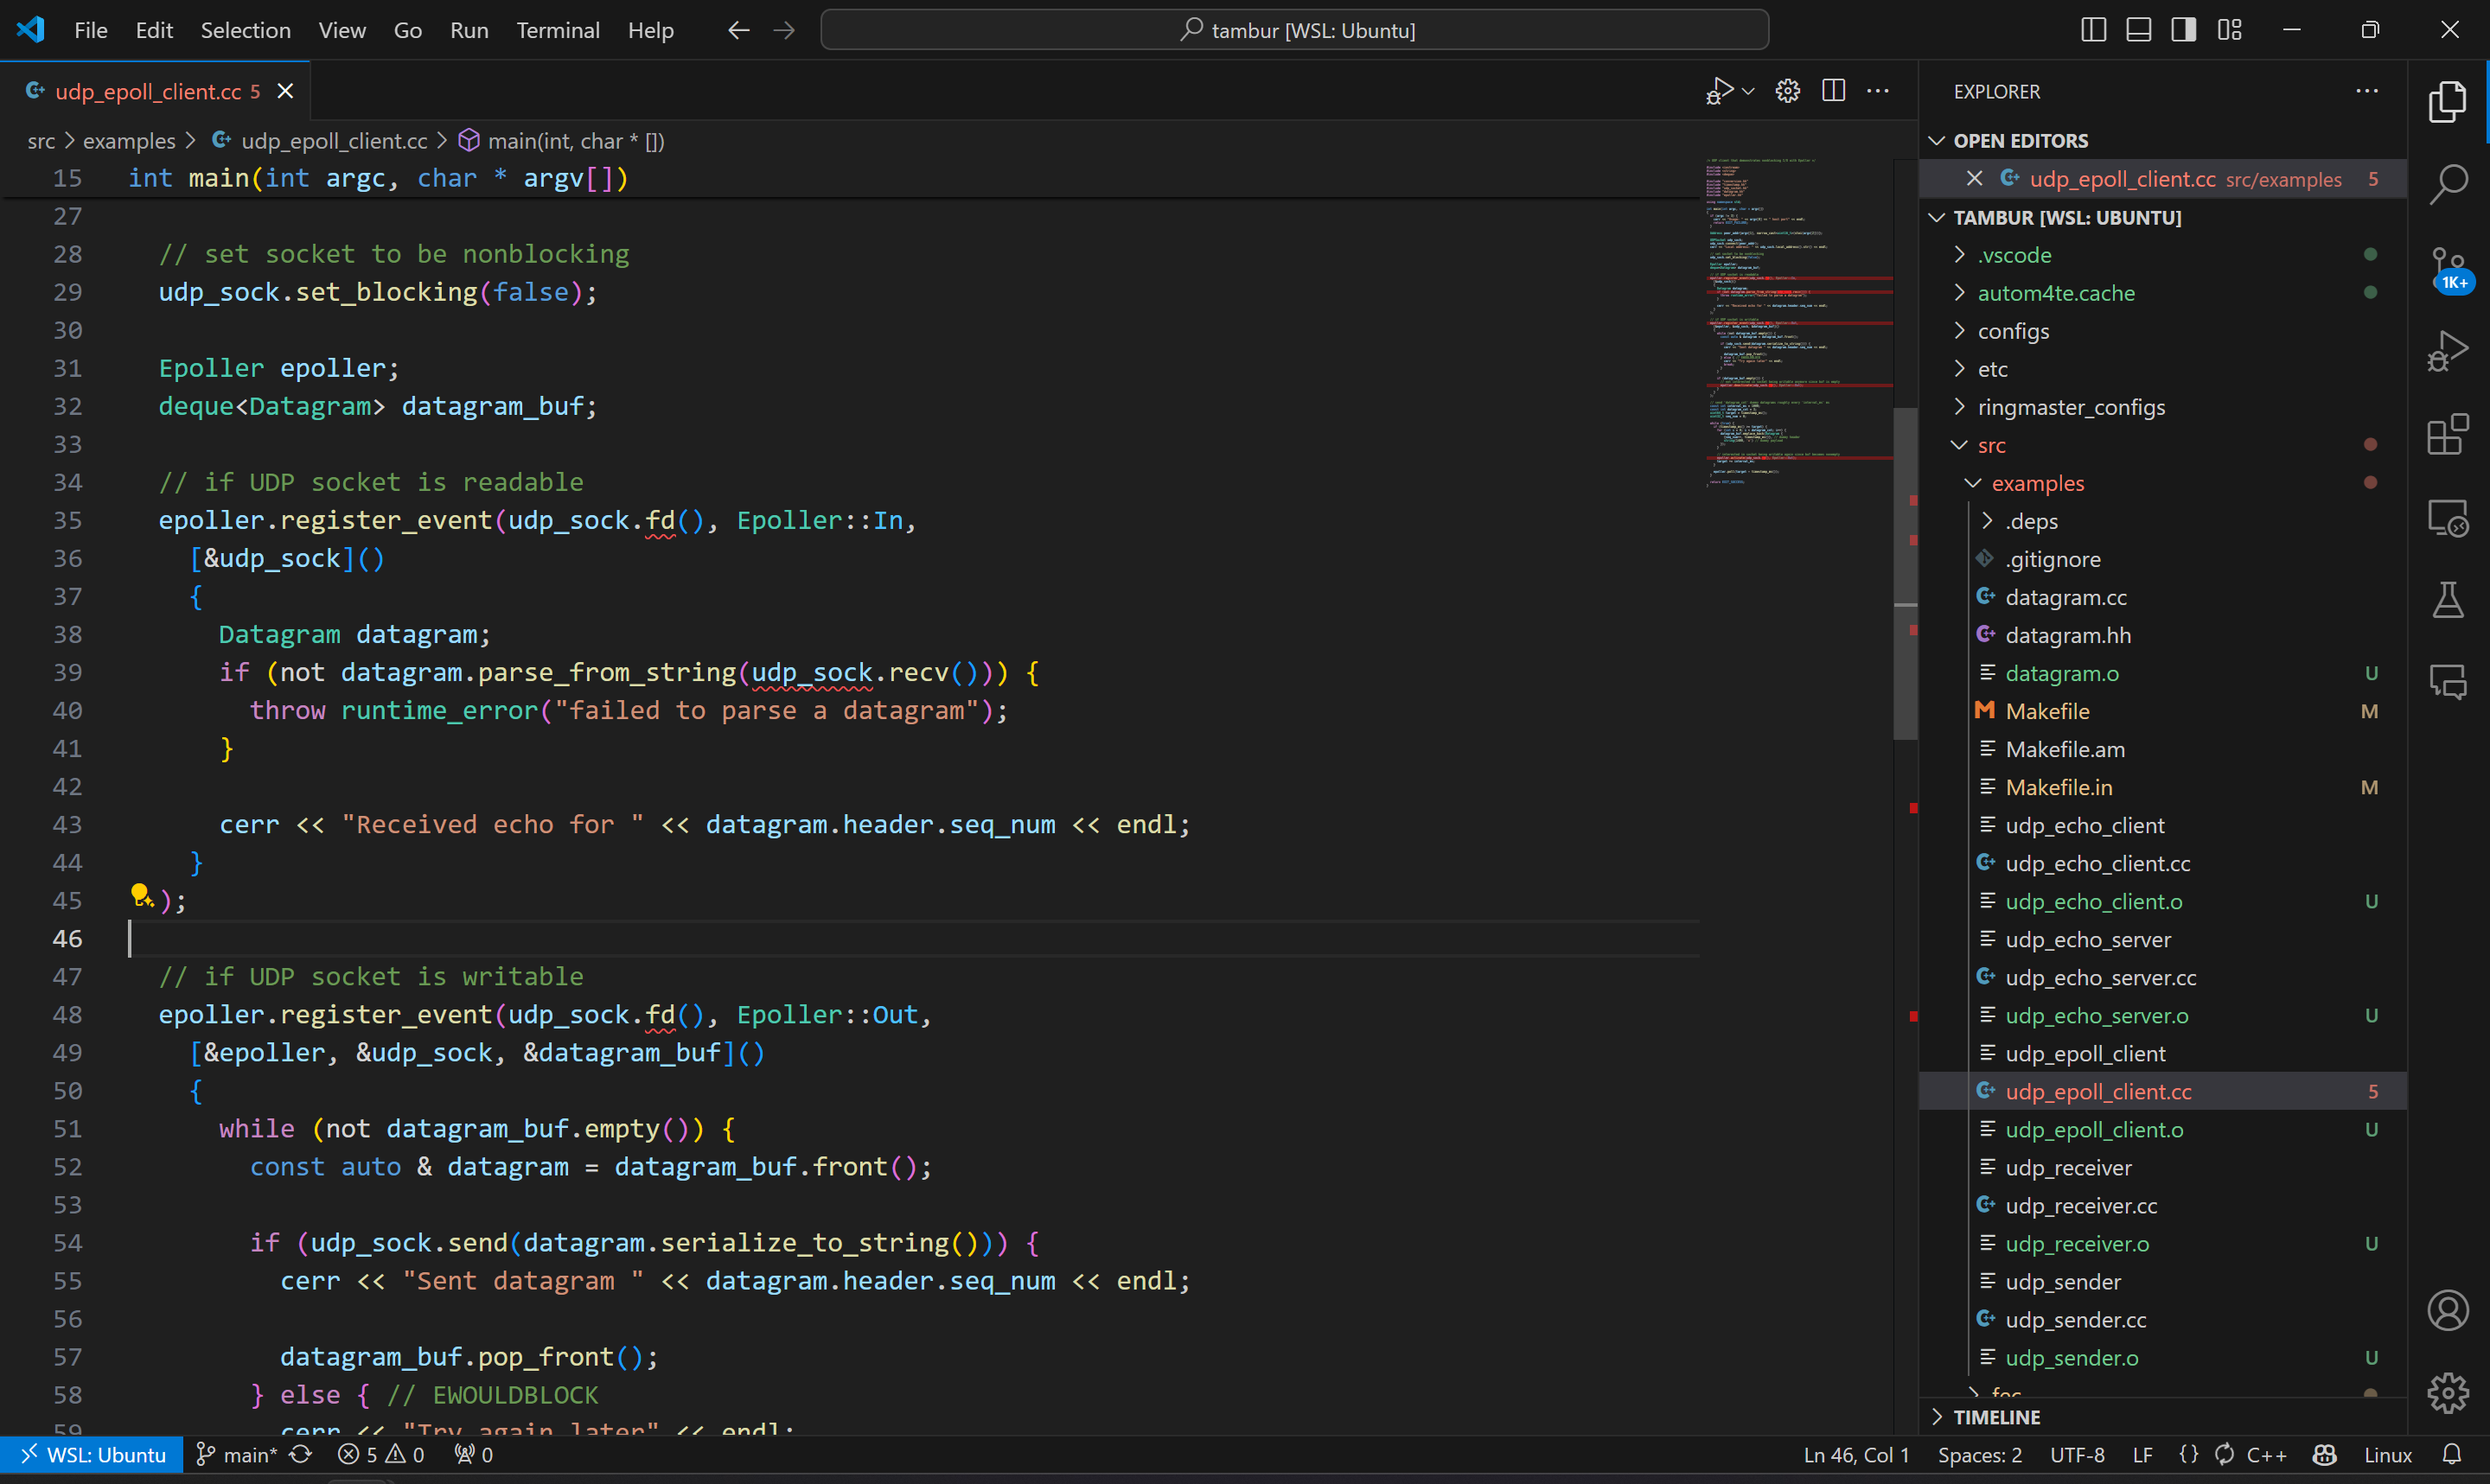 File Edit Selection View Go Run Terminal Help
tambur [WSL: Ubuntu]
udp_epoll_client.cc 5
src > examples > udp_epoll_client.cc > main(int, char * [])
15 int main(int argc, char * argv[])
27
28 // set socket to be nonblocking
29 udp_sock.set_blocking(false);
30
31 Epoller epoller;
32 deque<Datagram> datagram_buf;
33
34 // if UDP socket is readable
35 epoller.register_event(udp_sock.fd(), Epoller::In,
36 [&udp_sock]()
37 {
38 Datagram datagram;
39 if (not datagram.parse_from_string(udp_sock.recv())) {
40 throw runtime_error("failed to parse a datagram");
41 }
42
43 cerr << "Received echo for " << datagram.header.seq_num << endl;
44 }
45 );
46
47 // if UDP socket is writable
48 epoller.register_event(udp_sock.fd(), Epoller::Out,
49 [&epoller, &udp_sock, &datagram_buf]()
50 {
51 while (not datagram_buf.empty()) {
52 const auto & datagram = datagram_buf.front();
53
54 if (udp_sock.send(datagram.serialize_to_string())) {
55 cerr << "Sent datagram " << datagram.header.seq_num << endl;
56
57 datagram_buf.pop_front();
58 } else { // EWOULDBLOCK
59 cerr << "Try again later" << endl;
EXPLORER
OPEN EDITORS
udp_epoll_client.cc src/examples 5
TAMBUR [WSL: UBUNTU]
.vscode
autom4te.cache
configs
etc
ringmaster_configs
src
examples
.deps
.gitignore
datagram.cc
datagram.hh
datagram.o U
Makefile M
Makefile.am
Makefile.in M
udp_echo_client
udp_echo_client.cc
udp_echo_client.o U
udp_echo_server
udp_echo_server.cc
udp_echo_server.o U
udp_epoll_client
udp_epoll_client.cc 5
udp_epoll_client.o U
udp_receiver
udp_receiver.cc
udp_receiver.o U
udp_sender
udp_sender.cc
udp_sender.o U
fec
TIMELINE
1K+
WSL: Ubuntu main* 5 0 0
Ln 46, Col 1 Spaces: 2 UTF-8 LF {} C++ Linux